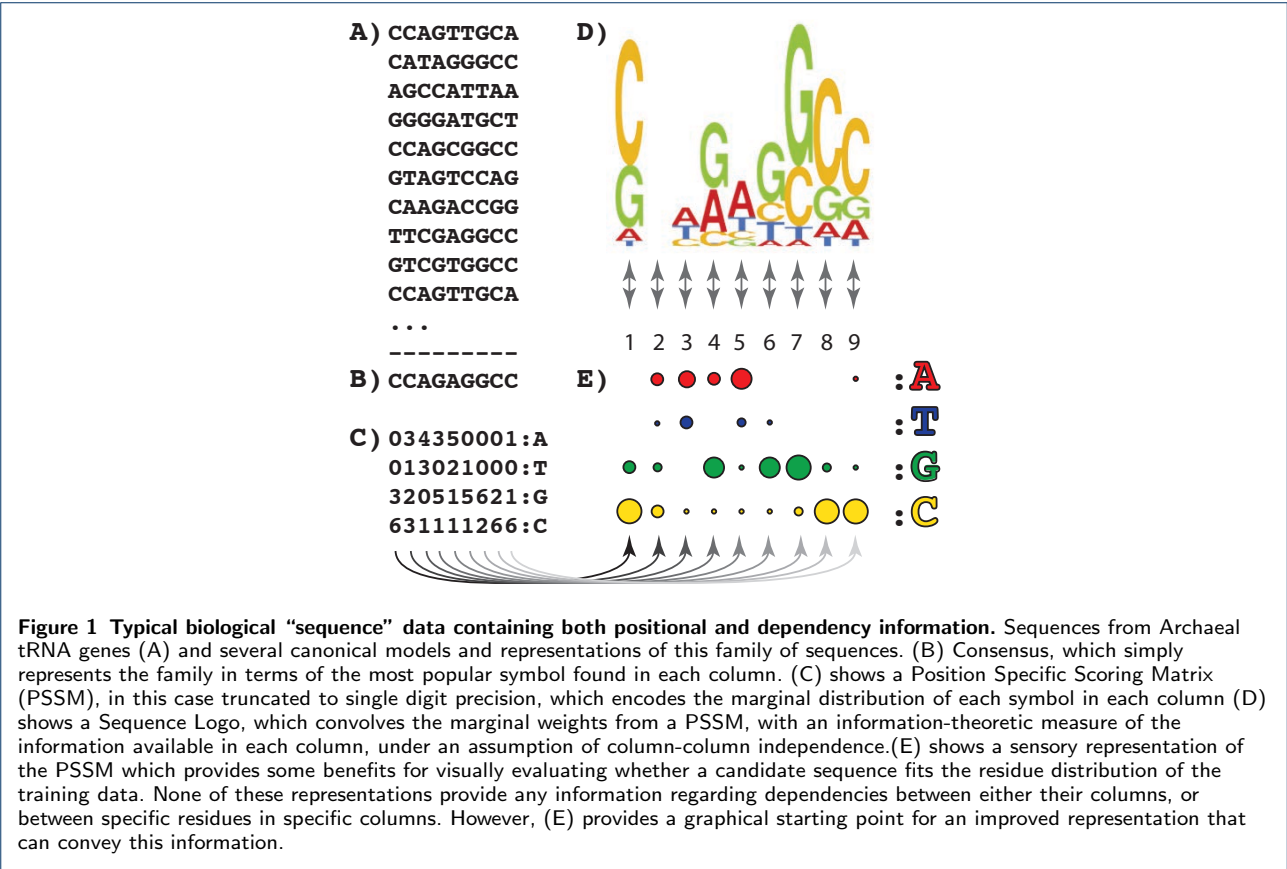 A) CCAGTTGCA
CATAGGGCC
AGCCATTAA
GGGGATGCT
CCAGCGGCC
GTAGTCCAG
CAAGACCGG
TTCGAGGCC
GTCGTGGCC
CCAGTTGCA
...
---------
B) CCAGAGGCC
C) 034350001:A
013021000:T
320515621:G
631111266:C
D)
C G A T
A T C
G A C C
A T C G
G C T A
G C T A
C G A T
C G A T
1 2 3 4 5 6 7 8 9
E)
:A
:T
:G
:C
Figure 1 Typical biological “sequence” data containing both positional and dependency information. Sequences from Archaeal
tRNA genes (A) and several canonical models and representations of this family of sequences. (B) Consensus, which simply
represents the family in terms of the most popular symbol found in each column. (C) shows a Position Specific Scoring Matrix
(PSSM), in this case truncated to single digit precision, which encodes the marginal distribution of each symbol in each column (D)
shows a Sequence Logo, which convolves the marginal weights from a PSSM, with an information-theoretic measure of the
information available in each column, under an assumption of column-column independence.(E) shows a sensory representation of
the PSSM which provides some benefits for visually evaluating whether a candidate sequence fits the residue distribution of the
training data. None of these representations provide any information regarding dependencies between either their columns, or
between specific residues in specific columns. However, (E) provides a graphical starting point for an improved representation that
can convey this information.